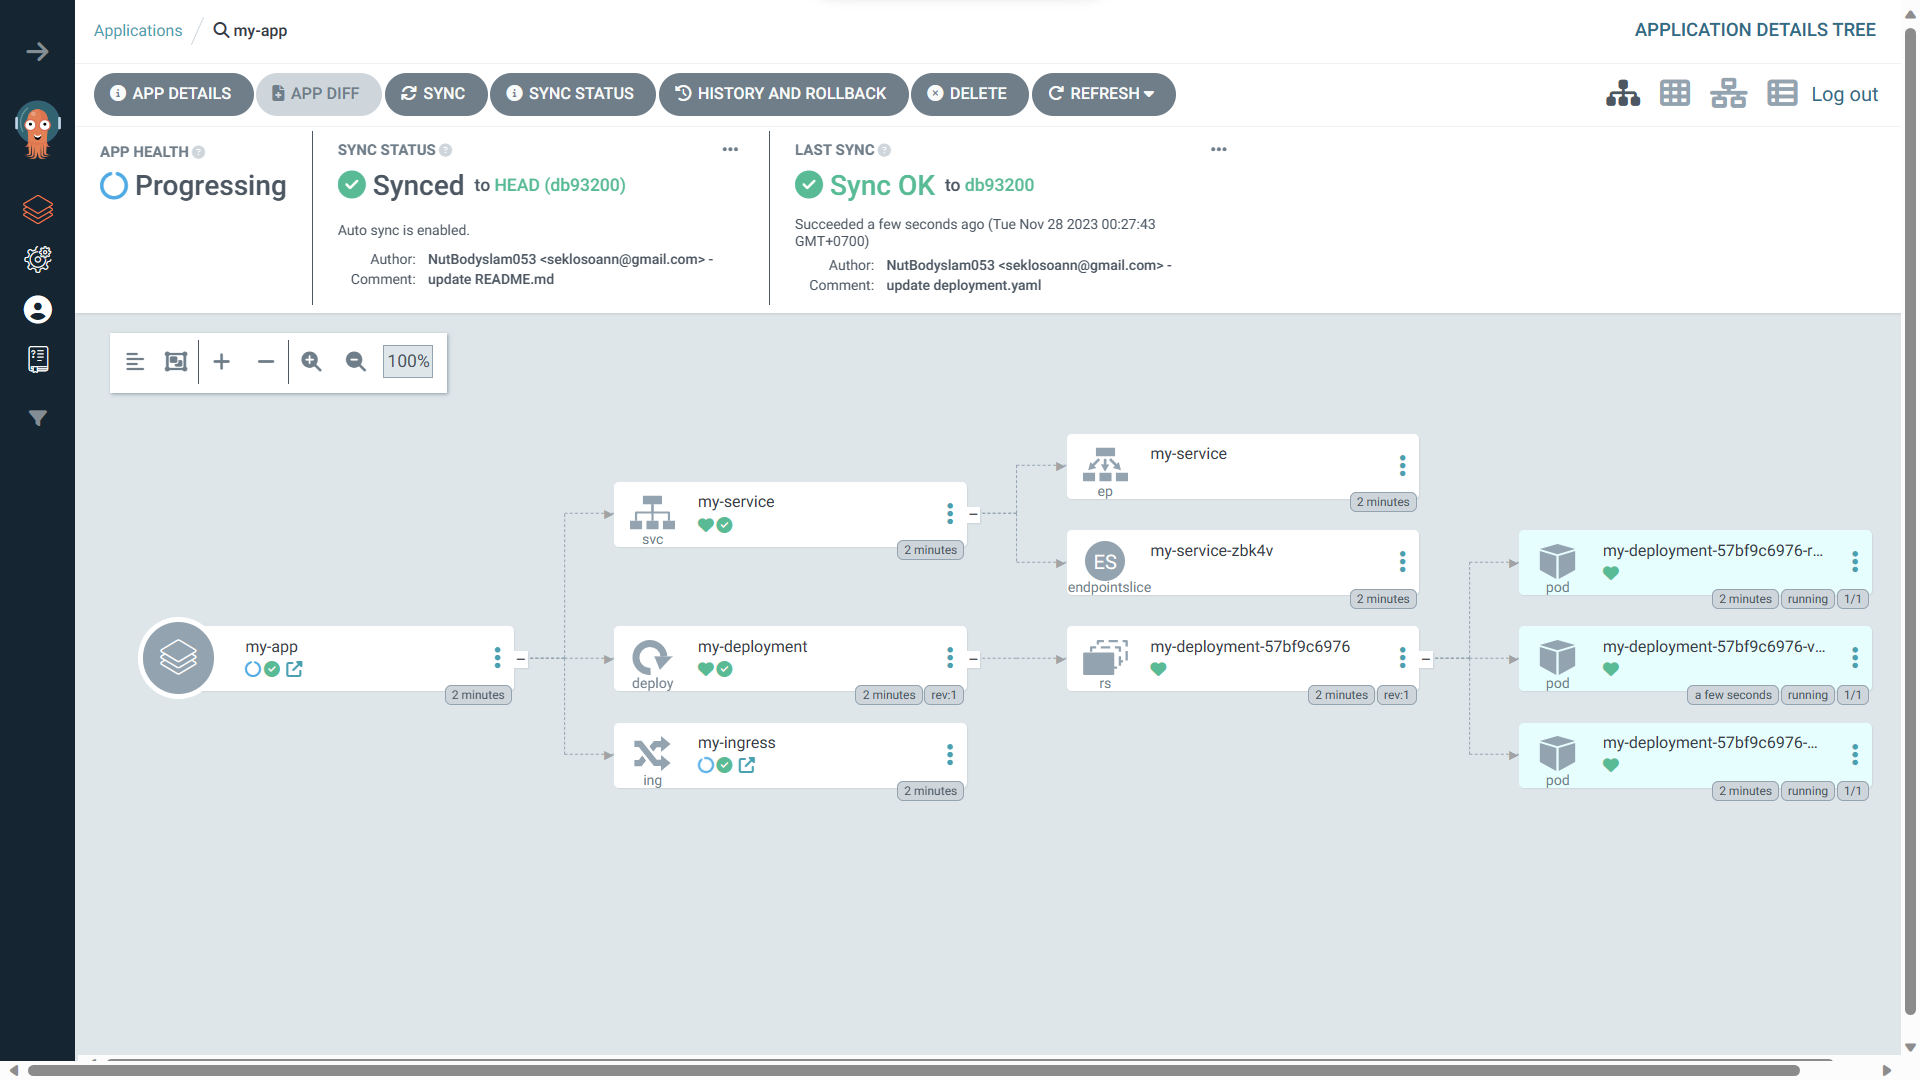 Applications
my-app
APPLICATION DETAILS TREE
APP DETAILS
APP DIFF
SYNC
SYNC STATUS
HISTORY AND ROLLBACK
DELETE
REFRESH
Log out
APP HEALTH
Progressing
SYNC STATUS
Synced to HEAD (db93200)
Auto sync is enabled.
Author: NutBodyslam053 <seklosoann@gmail.com> -
Comment: update README.md
LAST SYNC
Sync OK to db93200
Succeeded a few seconds ago (Tue Nov 28 2023 00:27:43
GMT+0700)
Author: NutBodyslam053 <seklosoann@gmail.com> -
Comment: update deployment.yaml
100%
my-app
2 minutes
my-service
svc
2 minutes
my-deployment
deploy
2 minutes rev:1
my-ingress
ing
2 minutes
my-service
ep
2 minutes
ES
my-service-zbk4v
endpointslice
2 minutes
my-deployment-57bf9c6976
rs
2 minutes rev:1
my-deployment-57bf9c6976-r...
pod
2 minutes running 1/1
my-deployment-57bf9c6976-v...
pod
a few seconds running 1/1
my-deployment-57bf9c6976-...
pod
2 minutes running 1/1